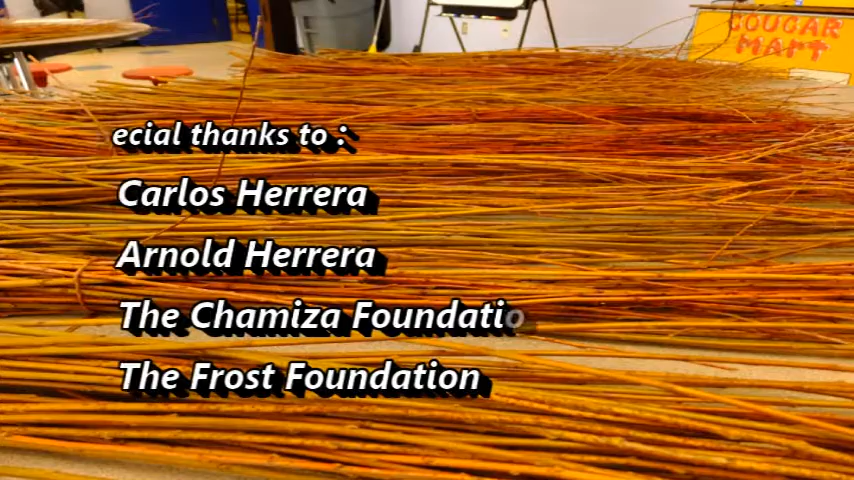 COUGAR
MART
ecial thanks to :
Carlos Herrera
Arnold Herrera
The Chamiza Foundatio
The Frost Foundation